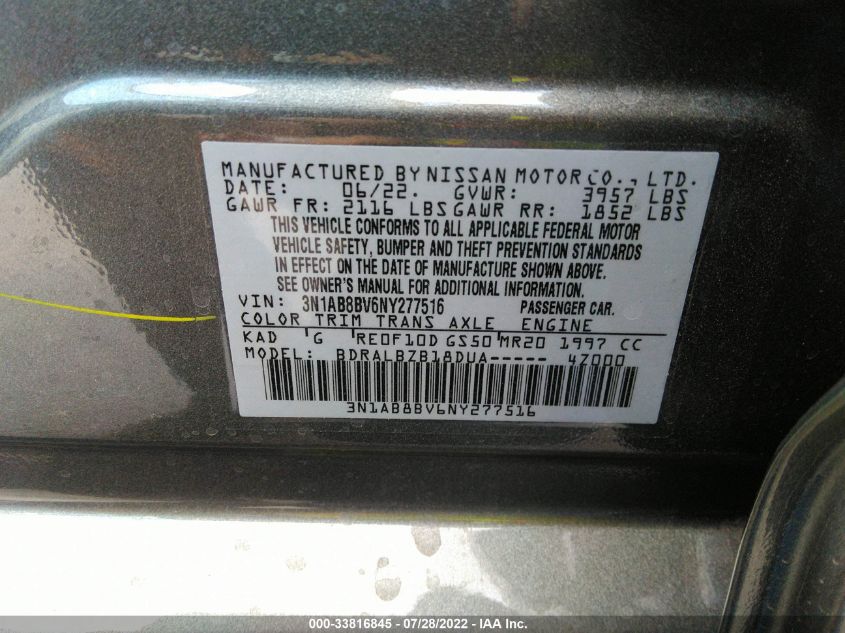 MANUFACTURED BY NISSAN MOTOR CO., LTD.
DATE: 06/22. GVWR: 3957 LBS
GAWR FR: 2116 LBS GAWR RR: 1852 LBS
THIS VEHICLE CONFORMS TO ALL APPLICABLE FEDERAL MOTOR
VEHICLE SAFETY, BUMPER AND THEFT PREVENTION STANDARDS
IN EFFECT ON THE DATE OF MANUFACTURE SHOWN ABOVE.
SEE OWNER'S MANUAL FOR ADDITIONAL INFORMATION.
VIN: 3N1AB8BV6NY277516 PASSENGER CAR.
COLOR TRIM TRANS AXLE ENGINE
KAD G RE0F10D GS50 MR20 1997 CC
MODEL: BDRALBZB18DUA----- 47000
3N1AB8BV6NY277516
000-33816845 - 07/28/2022 - IAA Inc.